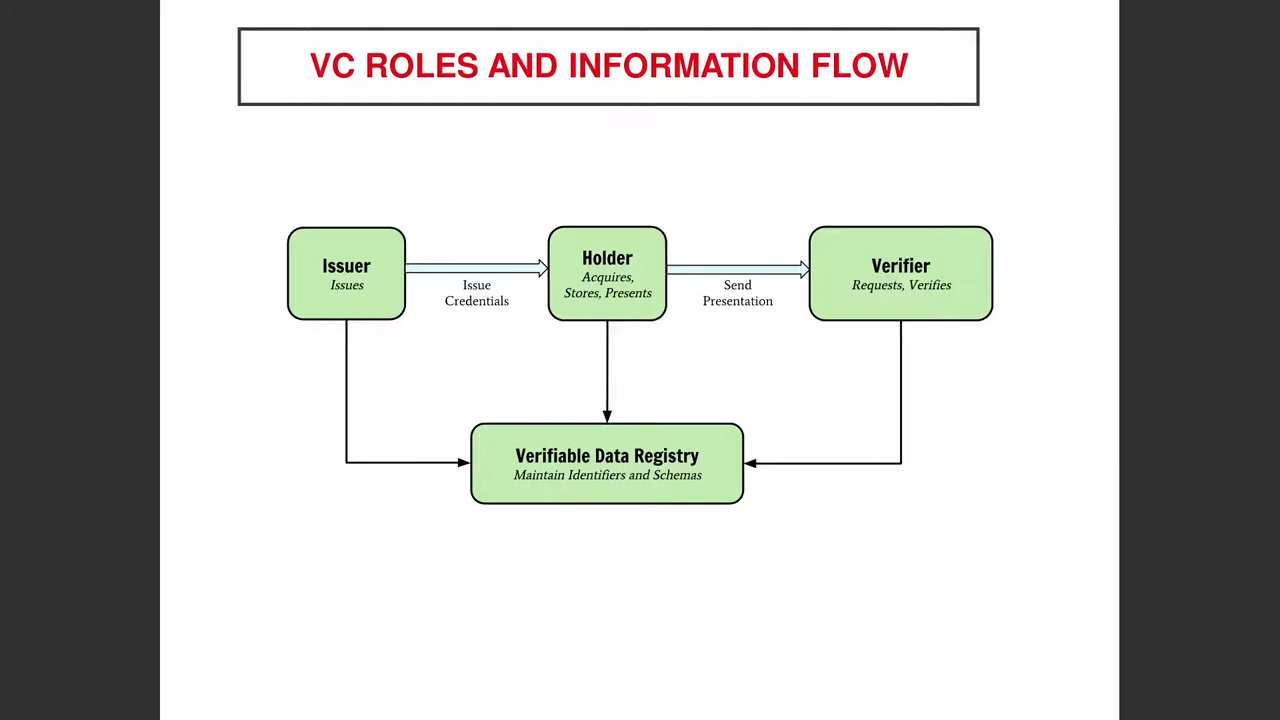 VC ROLES AND INFORMATION FLOW
Issuer
Issues
Issue
Credentials
Holder
Acquires,
Stores, Presents
Send
Presentation
Verifier
Requests, Verifies
Verifiable Data Registry
Maintain Identifiers and Schemas